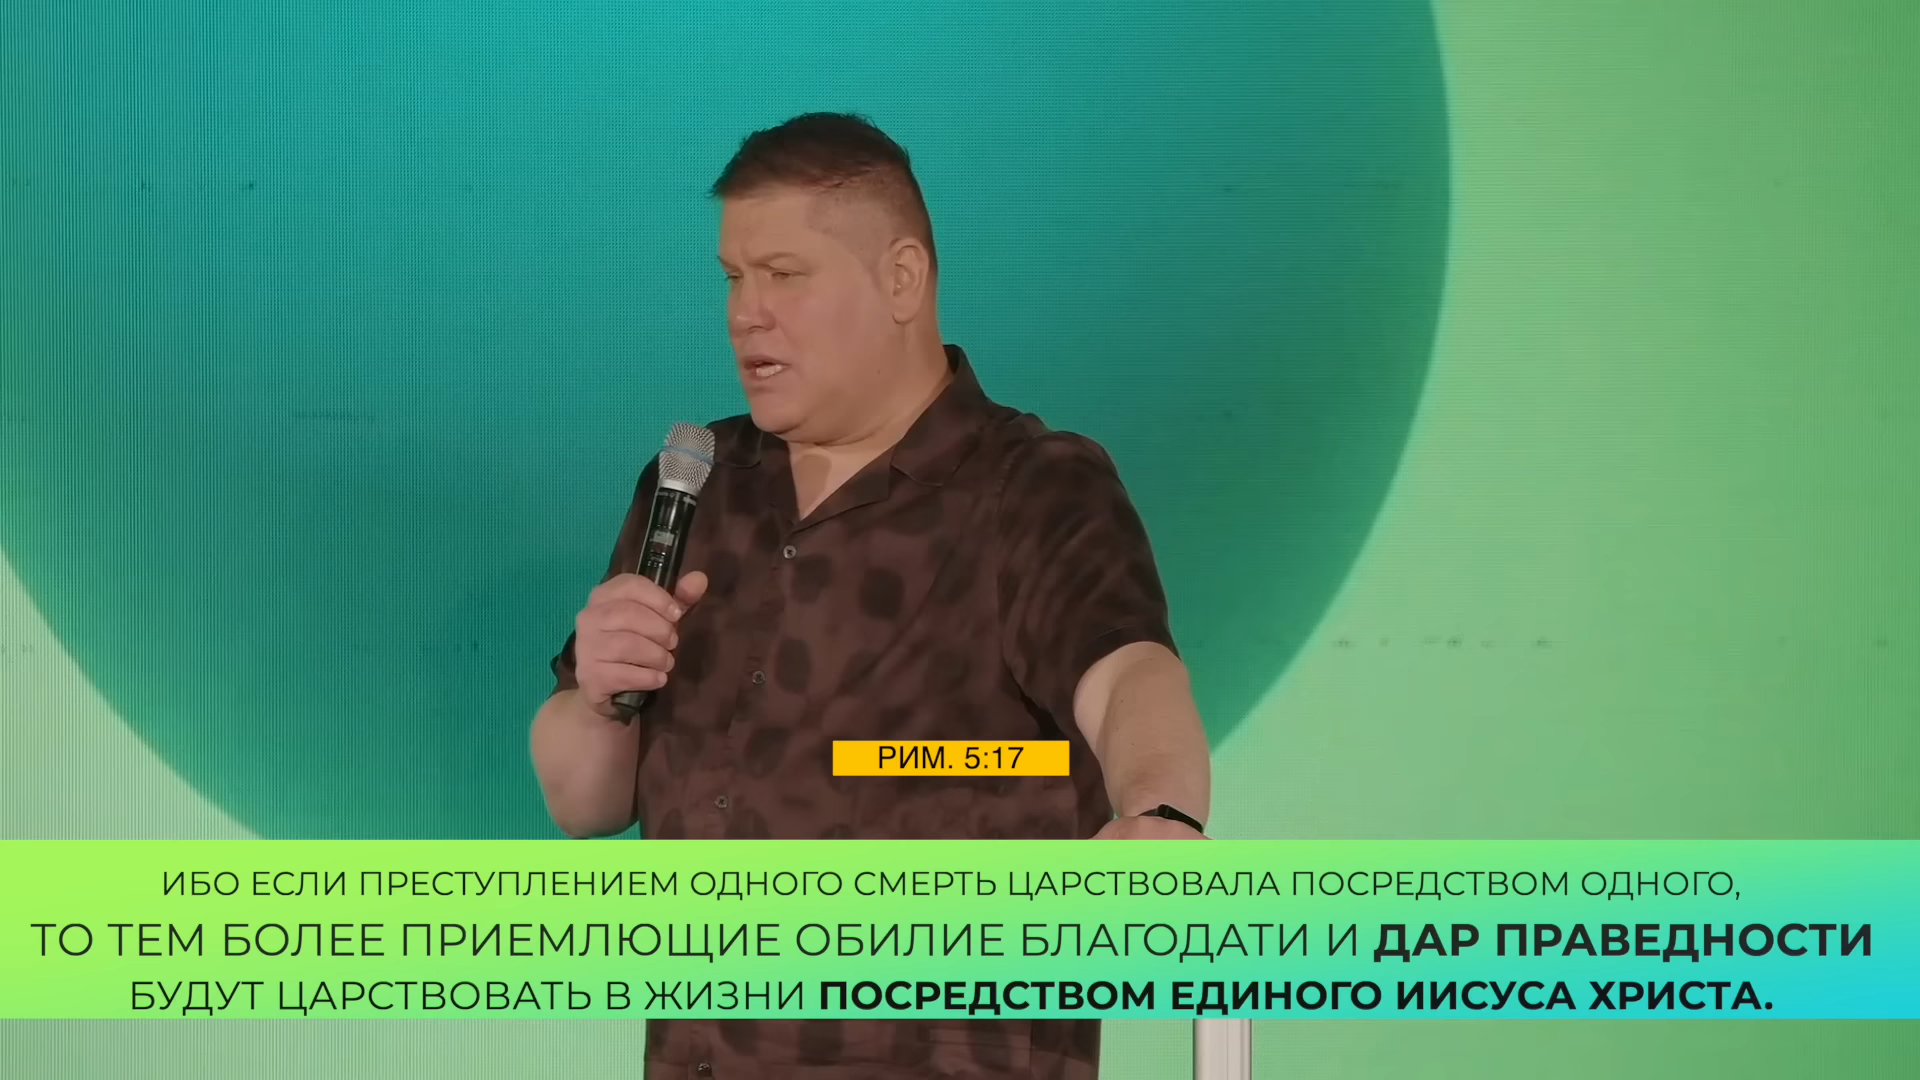 РИМ. 5:17
ИБО ЕСЛИ ПРЕСТУПЛЕНИЕМ ОДНОГО СМЕРТЬ ЦАРСТВОВАЛА ПОСРЕДСТВОМ ОДНОГО,
ТО ТЕМ БОЛЕЕ ПРИЕМЛЮЩИЕ ОБИЛИЕ БЛАГОДАТИ И ДАР ПРАВЕДНОСТИ
БУДУТ ЦАРСТВОВАТЬ В ЖИЗНИ ПОСРЕДСТВОМ ЕДИНОГО ИИСУСА ХРИСТА.